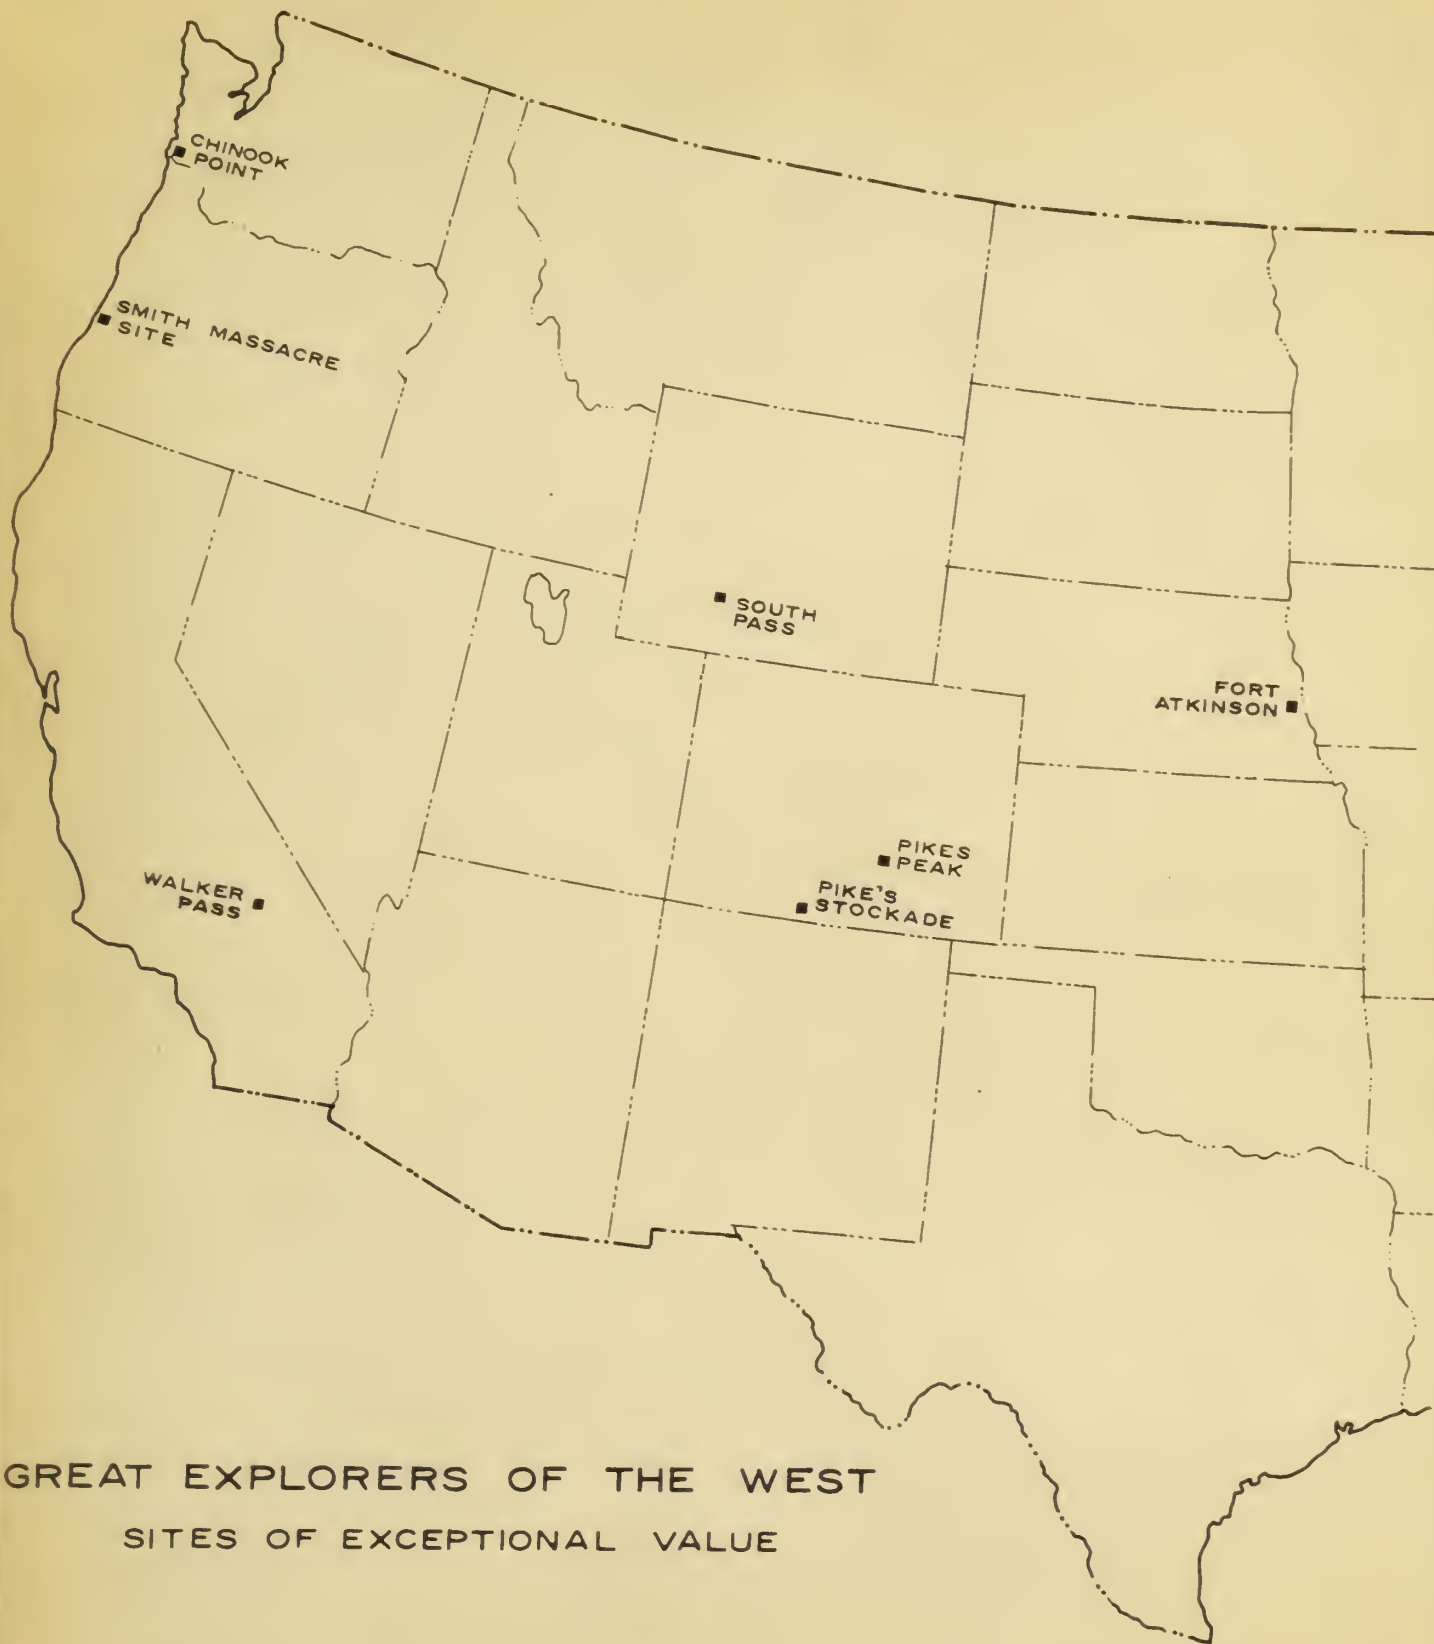 CHINOOK
POINT
SMITH MASSACRE
SITE
SOUTH
PASS
FORT
ATKINSON
PIKES
PEAK
WALKER
PASS
PIKE'S
STOCKADE
GREAT EXPLORERS OF THE WEST
SITES OF EXCEPTIONAL VALUE